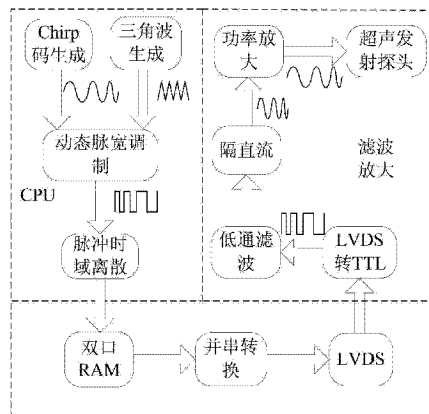 Chirp
码生成
三角波
生成
动态脉宽调
制
CPU
脉冲时
域离散
双口
RAM
并串转
换
LVDS
LVDS
转TTL
低通滤
波
隔直流
功率放
大
超声发
射探头
滤波
放大